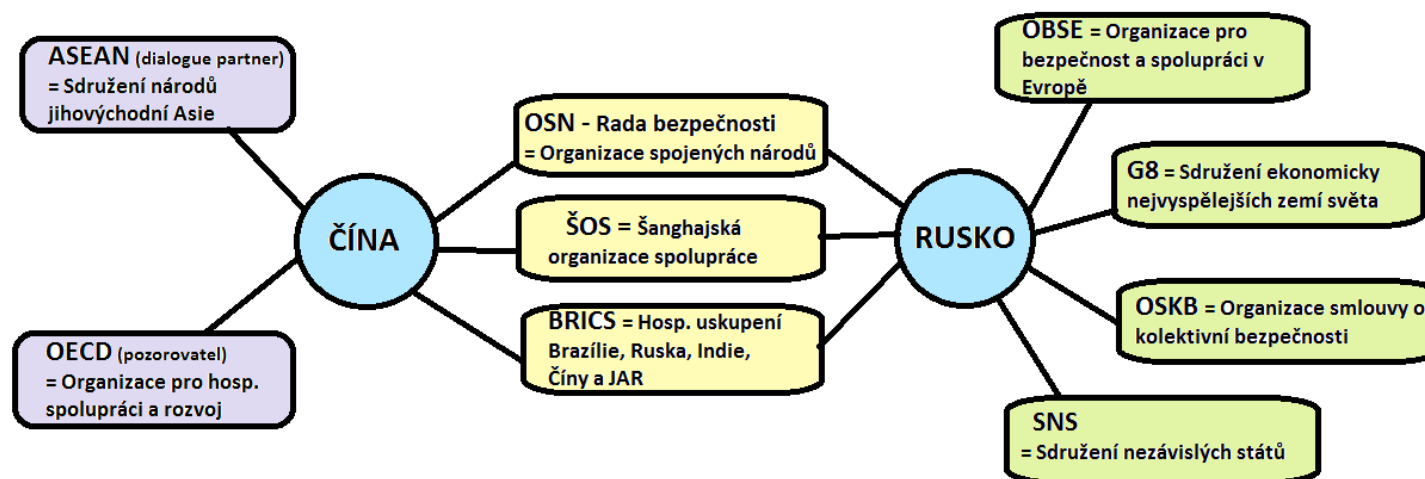 ASEAN (dialogue partner)
= Sdružení národů
jihovýchodní Asie
OECD (pozorovatel)
= Organizace pro hosp.
spolupráci a rozvoj
ČÍNA
OSN - Rada bezpečnosti
= Organizace spojených národů
ŠOS = Šanghajská
organizace spolupráce
BRICS = Hosp. uskupení
Brazílie, Ruska, Indie,
Číny a JAR
RUSKO
OBSE = Organizace pro
bezpečnost a spolupráci v
Evropě
G8 = Sdružení ekonomicky
nejvyspělejších zemí světa
OSKB = Organizace smlouvy o
kolektivní bezpečnosti
SNS
= Sdružení nezávislých států